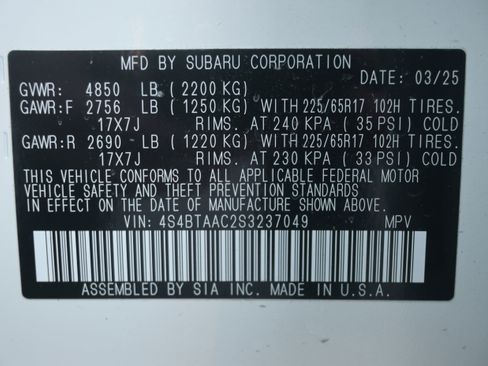 MFD BY SUBARU CORPORATION
DATE: 03/25
GVWR: 4850 LB (2200 KG)
GAWR:F 2756 LB (1250 KG) WITH 225/65R17 102H TIRES.
17X7J RIMS. AT 240 KPA (35 PSI) COLD
GAWR:R 2690 LB (1220 KG) WITH 225/65R17 102H TIRES.
17X7J RIMS. AT 230 KPA (33 PSI) COLD
THIS VEHICLE CONFORMS TO ALL APPLICABLE FEDERAL MOTOR
VEHICLE SAFETY AND THEFT PREVENTION STANDARDS IN EFFECT
ON THE DATE OF MANUFACTURE SHOWN ABOVE.
VIN: 4S4BTAAC2S3237049 MPV
ASSEMBLED BY SIA INC. MADE IN U.S.A.